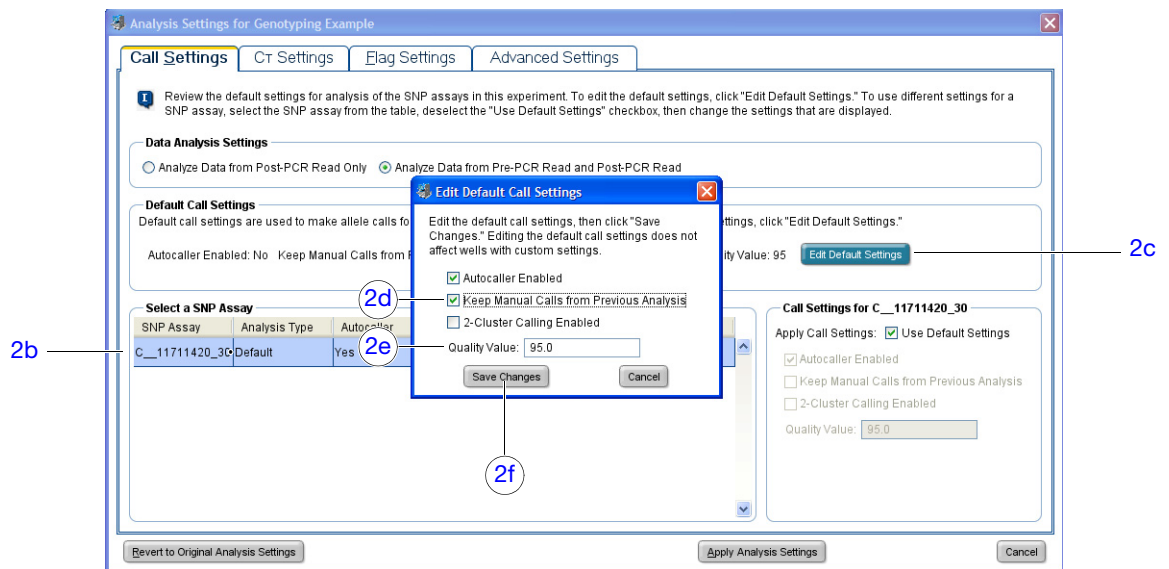 Analysis Settings for Genotyping Example
Call Settings
CT Settings
Flag Settings
Advanced Settings
Review the default settings for analysis of the SNP assays in this experiment. To edit the default settings, click "Edit Default Settings." To use different settings for a
SNP assay, select the SNP assay from the table, deselect the "Use Default Settings" checkbox, then change the settings that are displayed.
Data Analysis Settings
Analyze Data from Post-PCR Read Only
Analyze Data from Pre-PCR Read and Post-PCR Read
Default Call Settings
Default call settings are used to make allele calls fo
ttings, click "Edit Default Settings."
Autocaller Enabled: No Keep Manual Calls from
ity Value: 95
Edit Default Settings
2c
Edit Default Call Settings
Edit the default call settings, then click "Save
Changes." Editing the default call settings does not
affect wells with custom settings.
Autocaller Enabled
2d
Keep Manual Calls from Previous Analysis
2-Cluster Calling Enabled
2e
Quality Value: 95.0
Save Changes
Cancel
2f
Select a SNP Assay
SNP Assay
Analysis Type
2b
C__11711420_30
Default
Yes
Call Settings for C__11711420_30
Apply Call Settings: Use Default Settings
Autocaller Enabled
Keep Manual Calls from Previous Analysis
2-Cluster Calling Enabled
Quality Value: 95.0
Revert to Original Analysis Settings
Apply Analysis Settings
Cancel